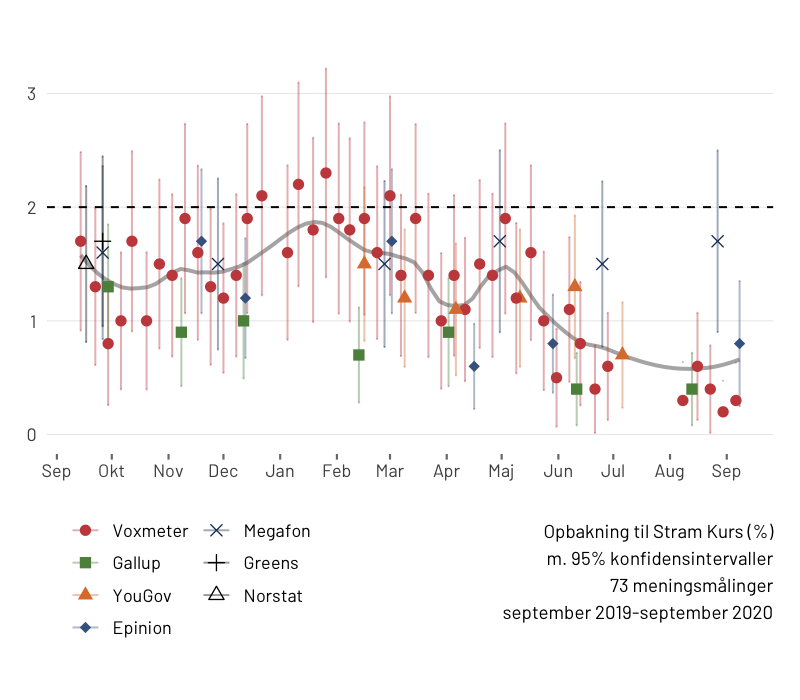 3
2
1
0
Sep Okt Nov Dec Jan Feb Mar Apr Maj Jun Jul Aug Sep
Voxmeter
Gallup
YouGov
Epinion
Megafon
Greens
Norstat
Opbakning til Stram Kurs (%)
m. 95% konfidensintervaller
73 meningsmålinger
september 2019-september 2020